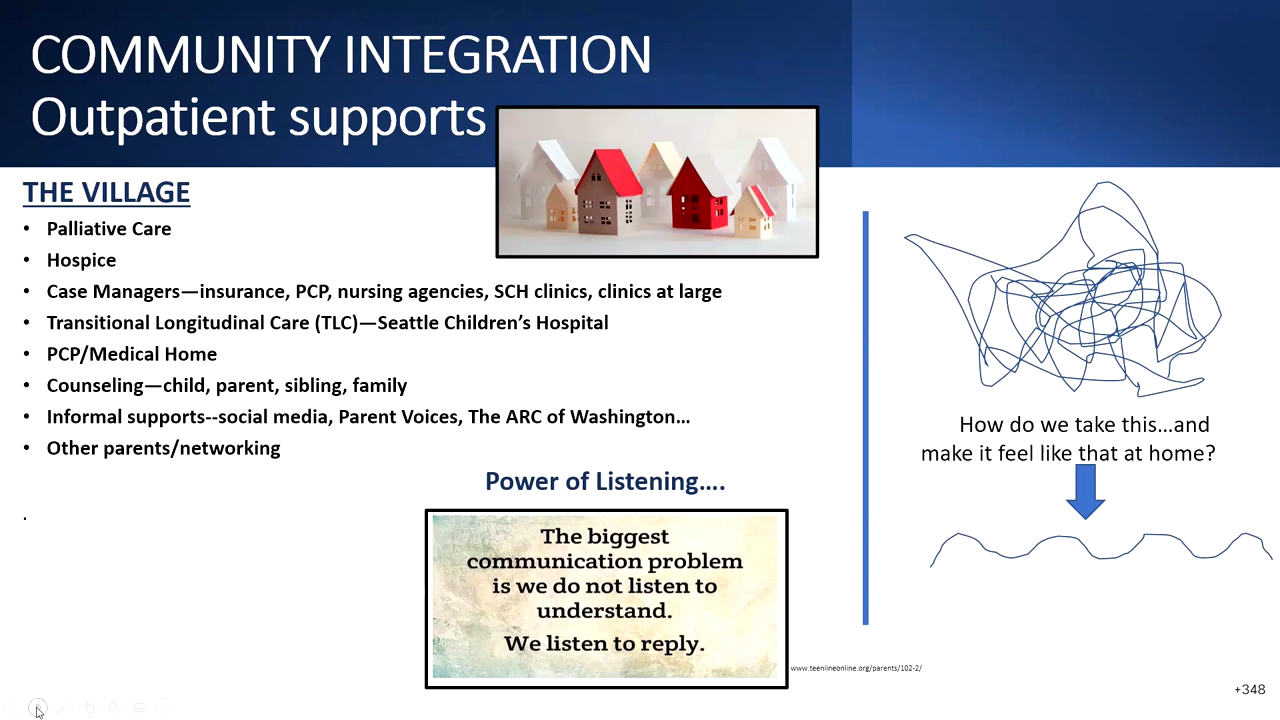 COMMUNITY INTEGRATION
Outpatient supports
THE VILLAGE
• Palliative Care
• Hospice
• Case Managers—insurance, PCP, nursing agencies, SCH clinics, clinics at large
• Transitional Longitudinal Care (TLC)—Seattle Children’s Hospital
• PCP/Medical Home
• Counseling—child, parent, sibling, family
• Informal supports--social media, Parent Voices, The ARC of Washington…
• Other parents/networking
.
Power of Listening….
The biggest
communication problem
is we do not listen to
understand.
We listen to reply.
www.teenlineonline.org/parents/102-2/
How do we take this…and
make it feel like that at home?
+348